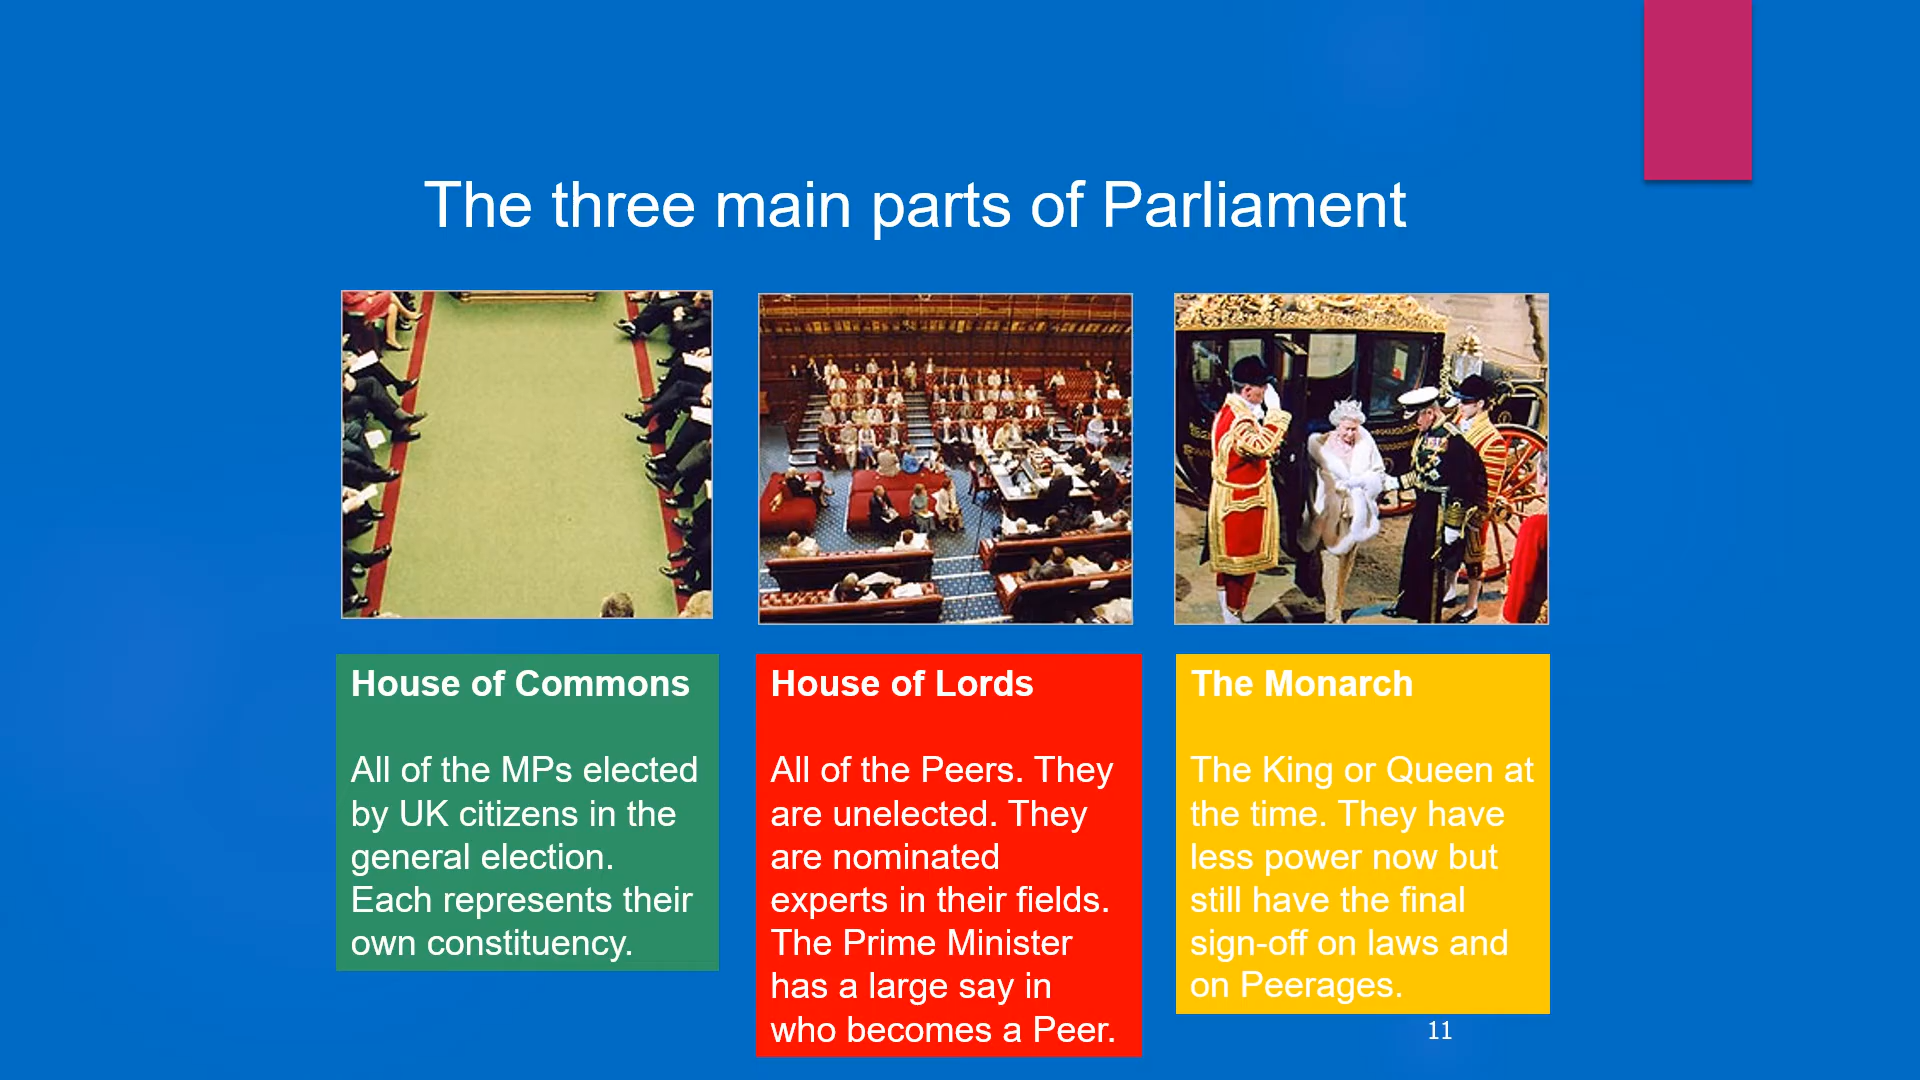 The three main parts of Parliament
House of Commons
All of the MPs elected
by UK citizens in the
general election.
Each represents their
own constituency.
House of Lords
All of the Peers. They
are unelected. They
are nominated
experts in their fields.
The Prime Minister
has a large say in
who becomes a Peer.
The Monarch
The King or Queen at
the time. They have
less power now but
still have the final
sign-off on laws and
on Peerages.
11